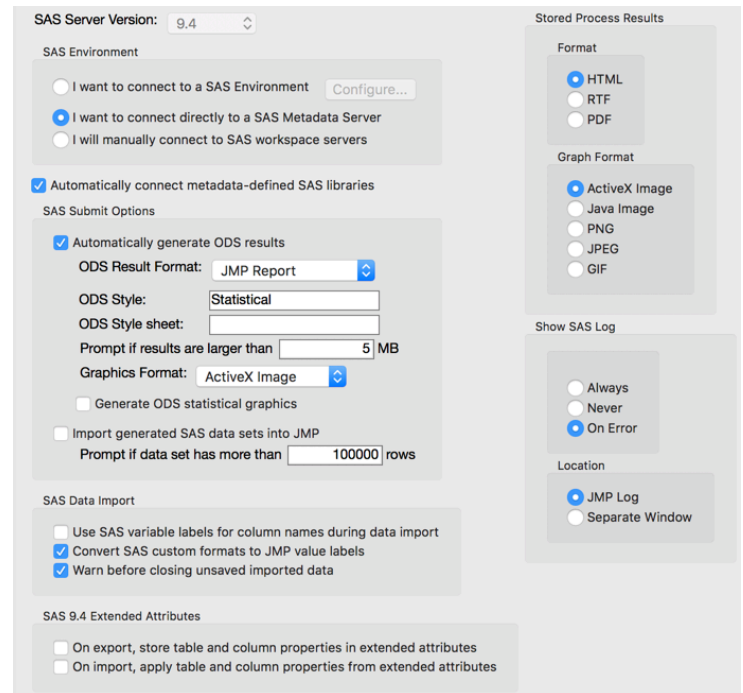 SAS Server Version: 9.4
SAS Environment
I want to connect to a SAS Environment Configure...
I want to connect directly to a SAS Metadata Server
I will manually connect to SAS workspace servers
Automatically connect metadata-defined SAS libraries
SAS Submit Options
Automatically generate ODS results
ODS Result Format: JMP Report
ODS Style: Statistical
ODS Style sheet:
Prompt if results are larger than 5 MB
Graphics Format: ActiveX Image
Generate ODS statistical graphics
Import generated SAS data sets into JMP
Prompt if data set has more than 100000 rows
SAS Data Import
Use SAS variable labels for column names during data import
Convert SAS custom formats to JMP value labels
Warn before closing unsaved imported data
SAS 9.4 Extended Attributes
On export, store table and column properties in extended attributes
On import, apply table and column properties from extended attributes
Stored Process Results
Format
HTML
RTF
PDF
Graph Format
ActiveX Image
Java Image
PNG
JPEG
GIF
Show SAS Log
Always
Never
On Error
Location
JMP Log
Separate Window